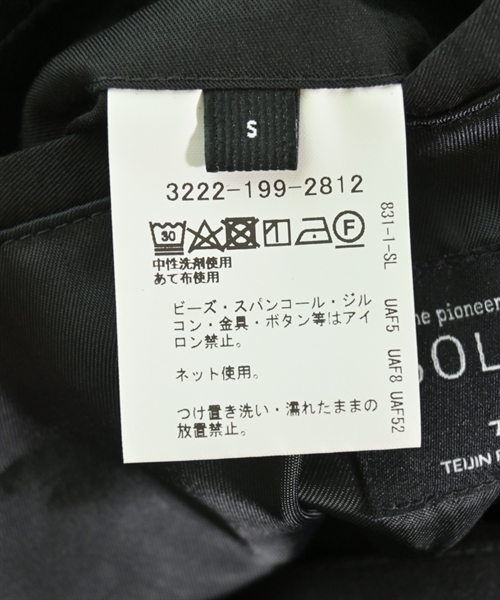 S
3222-199-2812
30
F
中性洗剤使用
あて布使用
ビーズ・スパンコール・ジル
コン・金具・ボタン等はアイ
ロン禁止。
ネット使用。
つけ置き洗い・濡れたままの
放置禁止。
831-1-SL UAF5 UAF8 UAF52
he pioneer
SOL
TEIJIN F